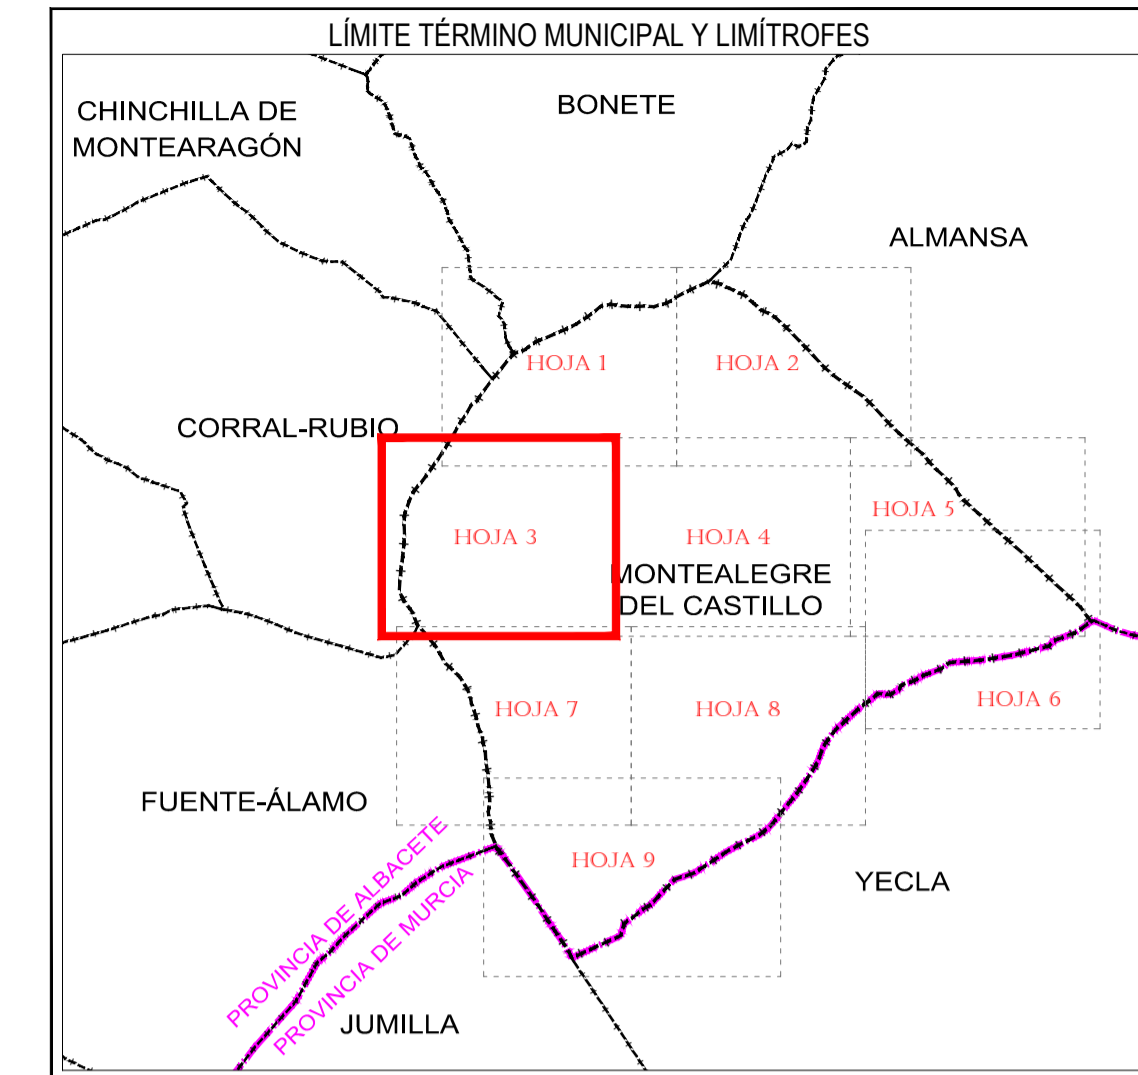 LÍMITE TÉRMINO MUNICIPAL Y LIMÍTROFES
CHINCHILLA DE
MONTEARAGÓN
BONETE
ALMANSA
HOJA 1
HOJA 2
CORRAL-RUBIO
HOJA 3
HOJA 4
HOJA 5
MONTEALEGRE
DEL CASTILLO
HOJA 6
HOJA 7
HOJA 8
FUENTE-ÁLAMO
HOJA 9
YECLA
PROVINCIA DE ALBACETE
PROVINCIA DE MURCIA
JUMILLA